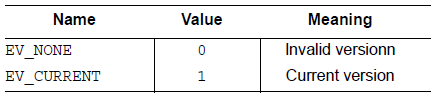 Name Value Meaning
EV_NONE 0 Invalid versionn
EV_CURRENT 1 Current version